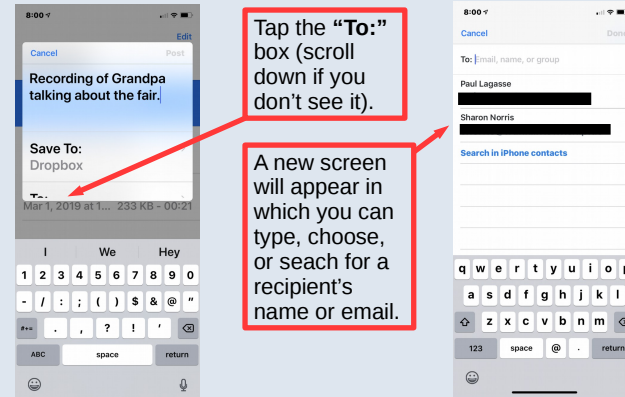 8:00
Edit
Cancel Post
Recording of Grandpa
talking about the fair.
Save To:
Dropbox
To:
Mar 1, 2019 at 1... 233 KB - 00:21
I We Hey
1 2 3 4 5 6 7 8 9 0
- / : ; ( ) $ & @ "
#+= . , ? ! '
ABC space return
Tap the “To:”
box (scroll
down if you
don’t see it).
A new screen
will appear in
which you can
type, choose,
or seach for a
recipient’s
name or email.
8:00
Cancel Done
To: Email, name, or group
Paul Lagasse
Sharon Norris
Search in iPhone contacts
q w e r t y u i o p
a s d f g h j k l
z x c v b n m
123 space @ . return